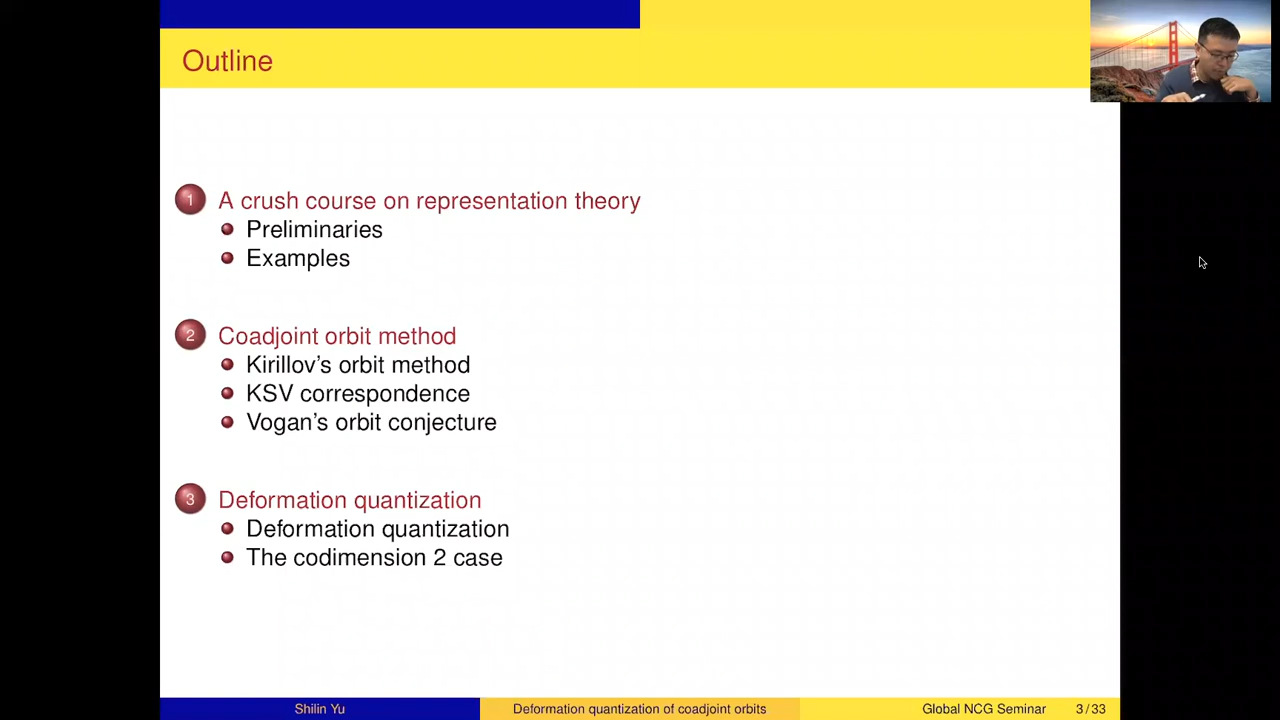 Outline
1 A crush course on representation theory
Preliminaries
Examples
2 Coadjoint orbit method
Kirillov's orbit method
KSV correspondence
Vogan's orbit conjecture
3 Deformation quantization
Deformation quantization
The codimension 2 case
Shilin Yu Deformation quantization of coadjoint orbits Global NCG Seminar 3 / 33